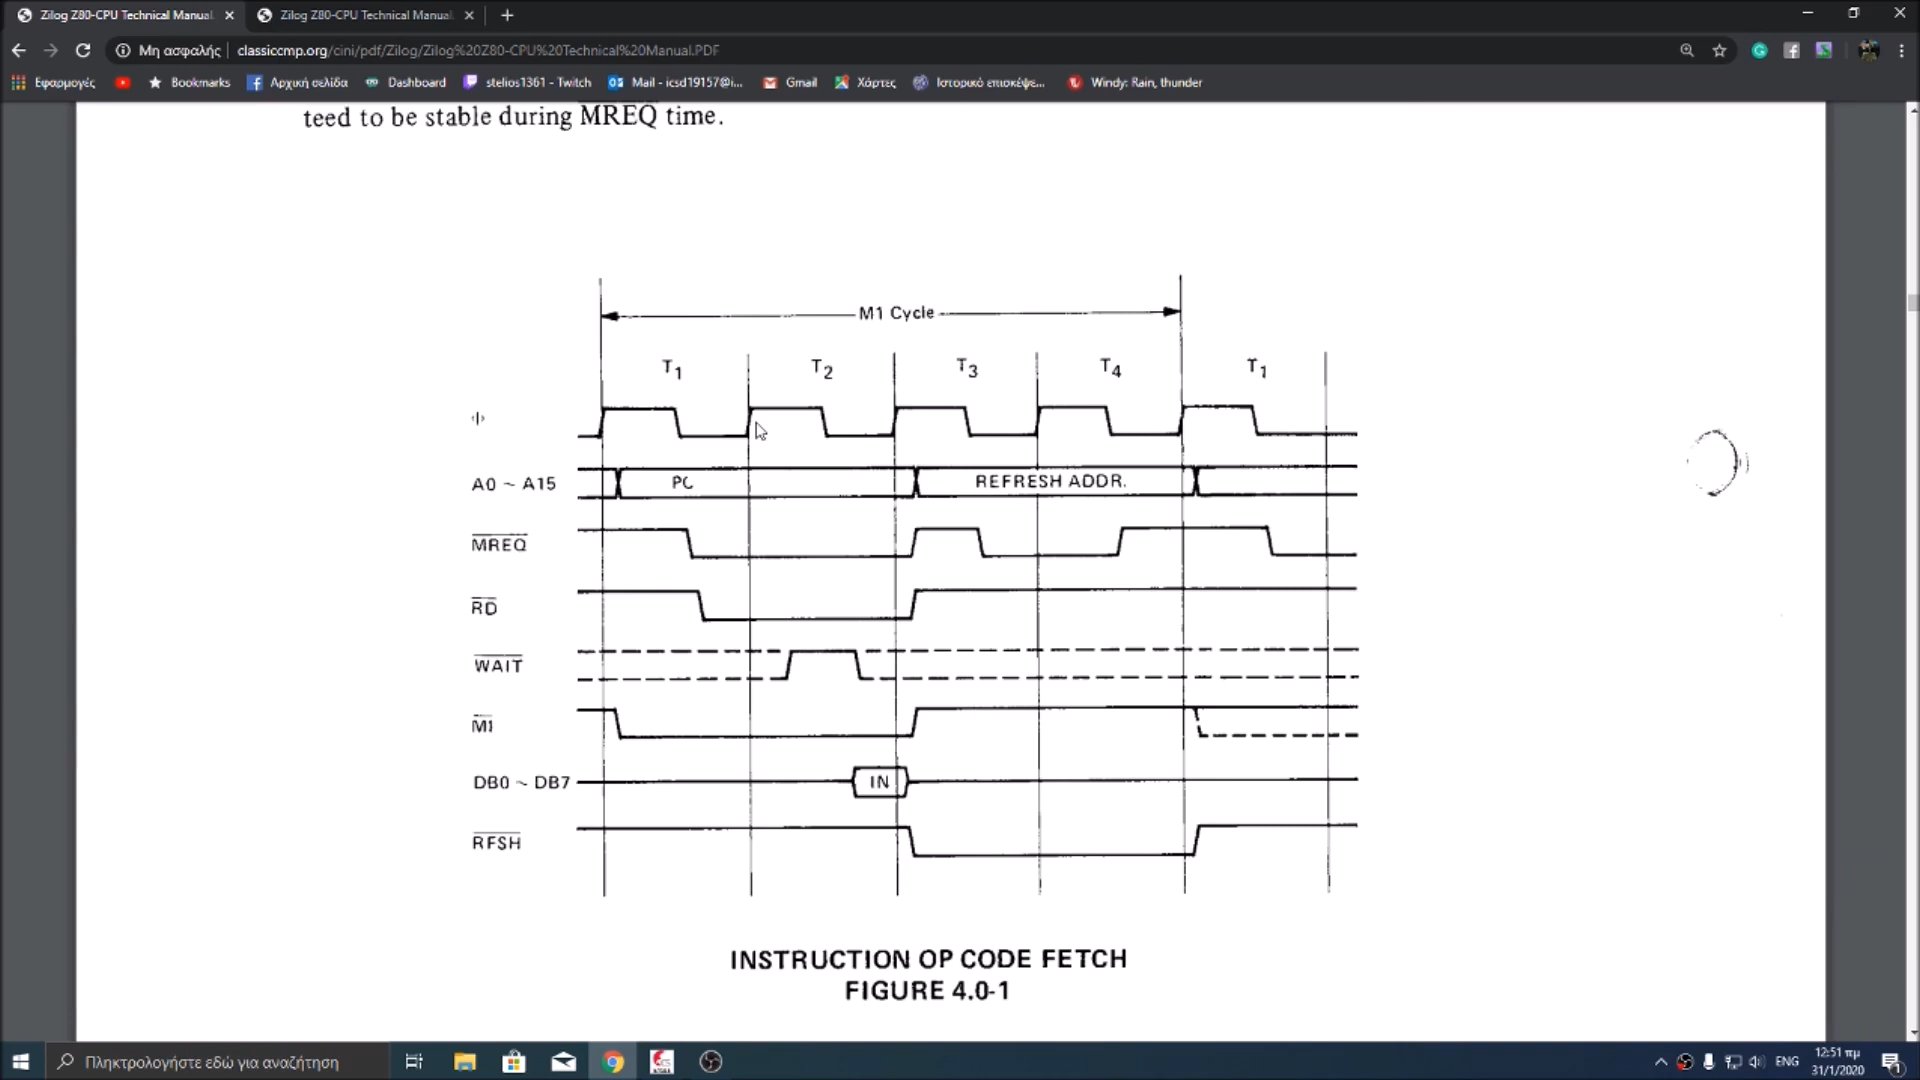 Zilog Z80-CPU Technical Manual. Zilog Z80-CPU Technical Manual.
Μη ασφαλής classiccmp.org/cini/pdf/Zilog/Zilog%20Z80-CPU%20Technical%20Manual.PDF
Εφαρμογές Bookmarks Αρχική σελίδα Dashboard stelios1361 - Twitch Mail - icsd19157@i... Gmail Χάρτες Ιστορικό επισκέψε... Windy: Rain, thunder
teed to be stable during MREQ time.
M1 Cycle
T1 T2 T3 T4 T1
Φ
A0 ~ A15 PC REFRESH ADDR.
MREQ
RD
WAIT
M1
DB0 ~ DB7 IN
RFSH
INSTRUCTION OP CODE FETCH
FIGURE 4.0-1
Πληκτρολογήστε εδώ για αναζήτηση ENG 12:51 πμ
31/1/2020